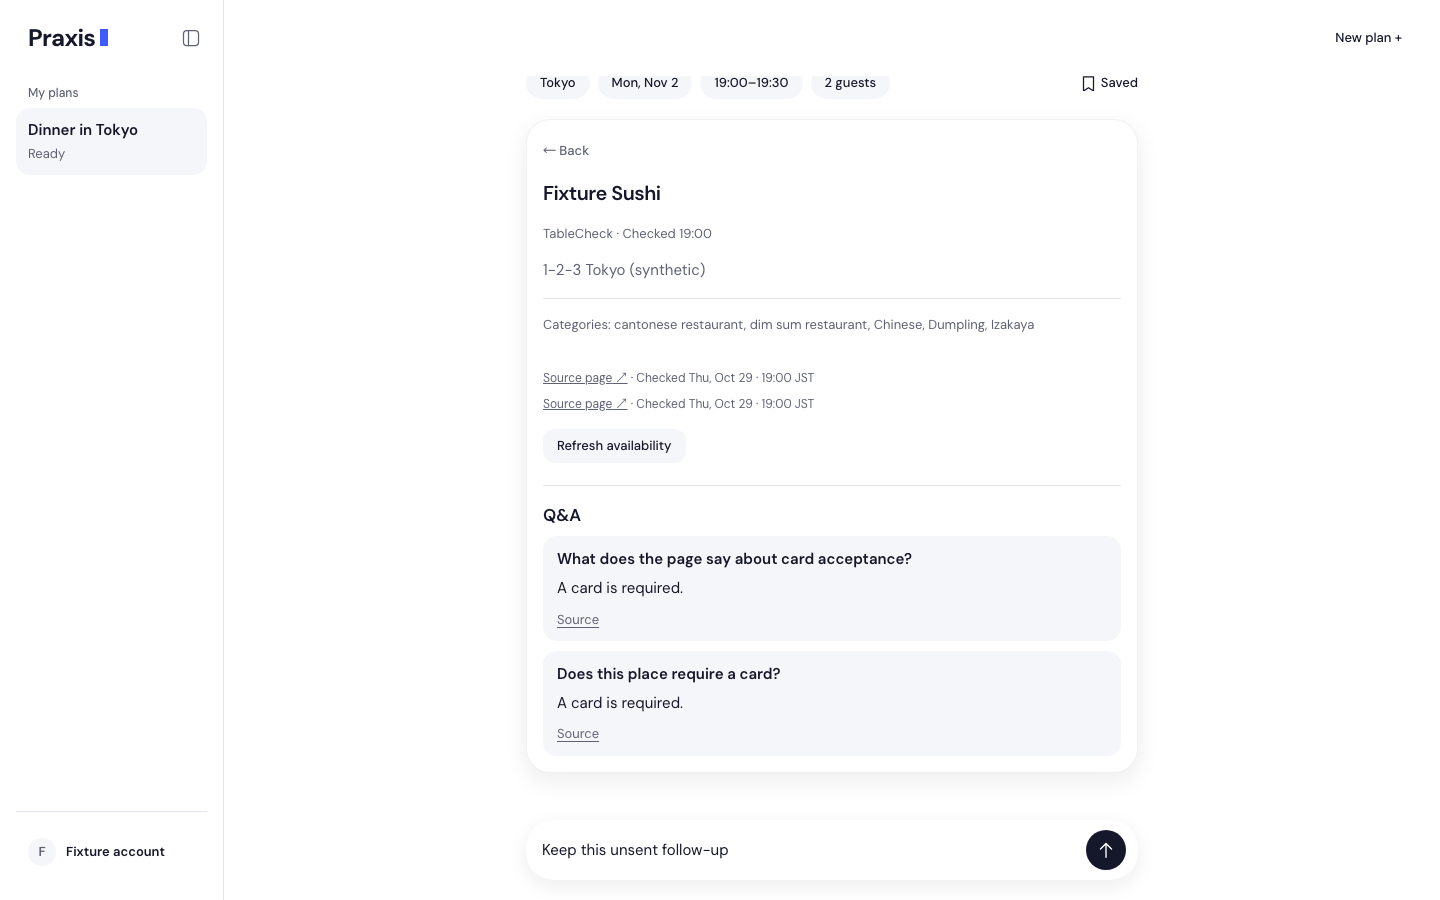 Praxis
New plan +
My plans
Dinner in Tokyo
Ready
Tokyo
Mon, Nov 2
19:00–19:30
2 guests
Saved
← Back
Fixture Sushi
TableCheck · Checked 19:00
1-2-3 Tokyo (synthetic)
Categories: cantonese restaurant, dim sum restaurant, Chinese, Dumpling, Izakaya
Source page ↗ · Checked Thu, Oct 29 · 19:00 JST
Source page ↗ · Checked Thu, Oct 29 · 19:00 JST
Refresh availability
Q&A
What does the page say about card acceptance?
A card is required.
Source
Does this place require a card?
A card is required.
Source
Keep this unsent follow-up
F
Fixture account